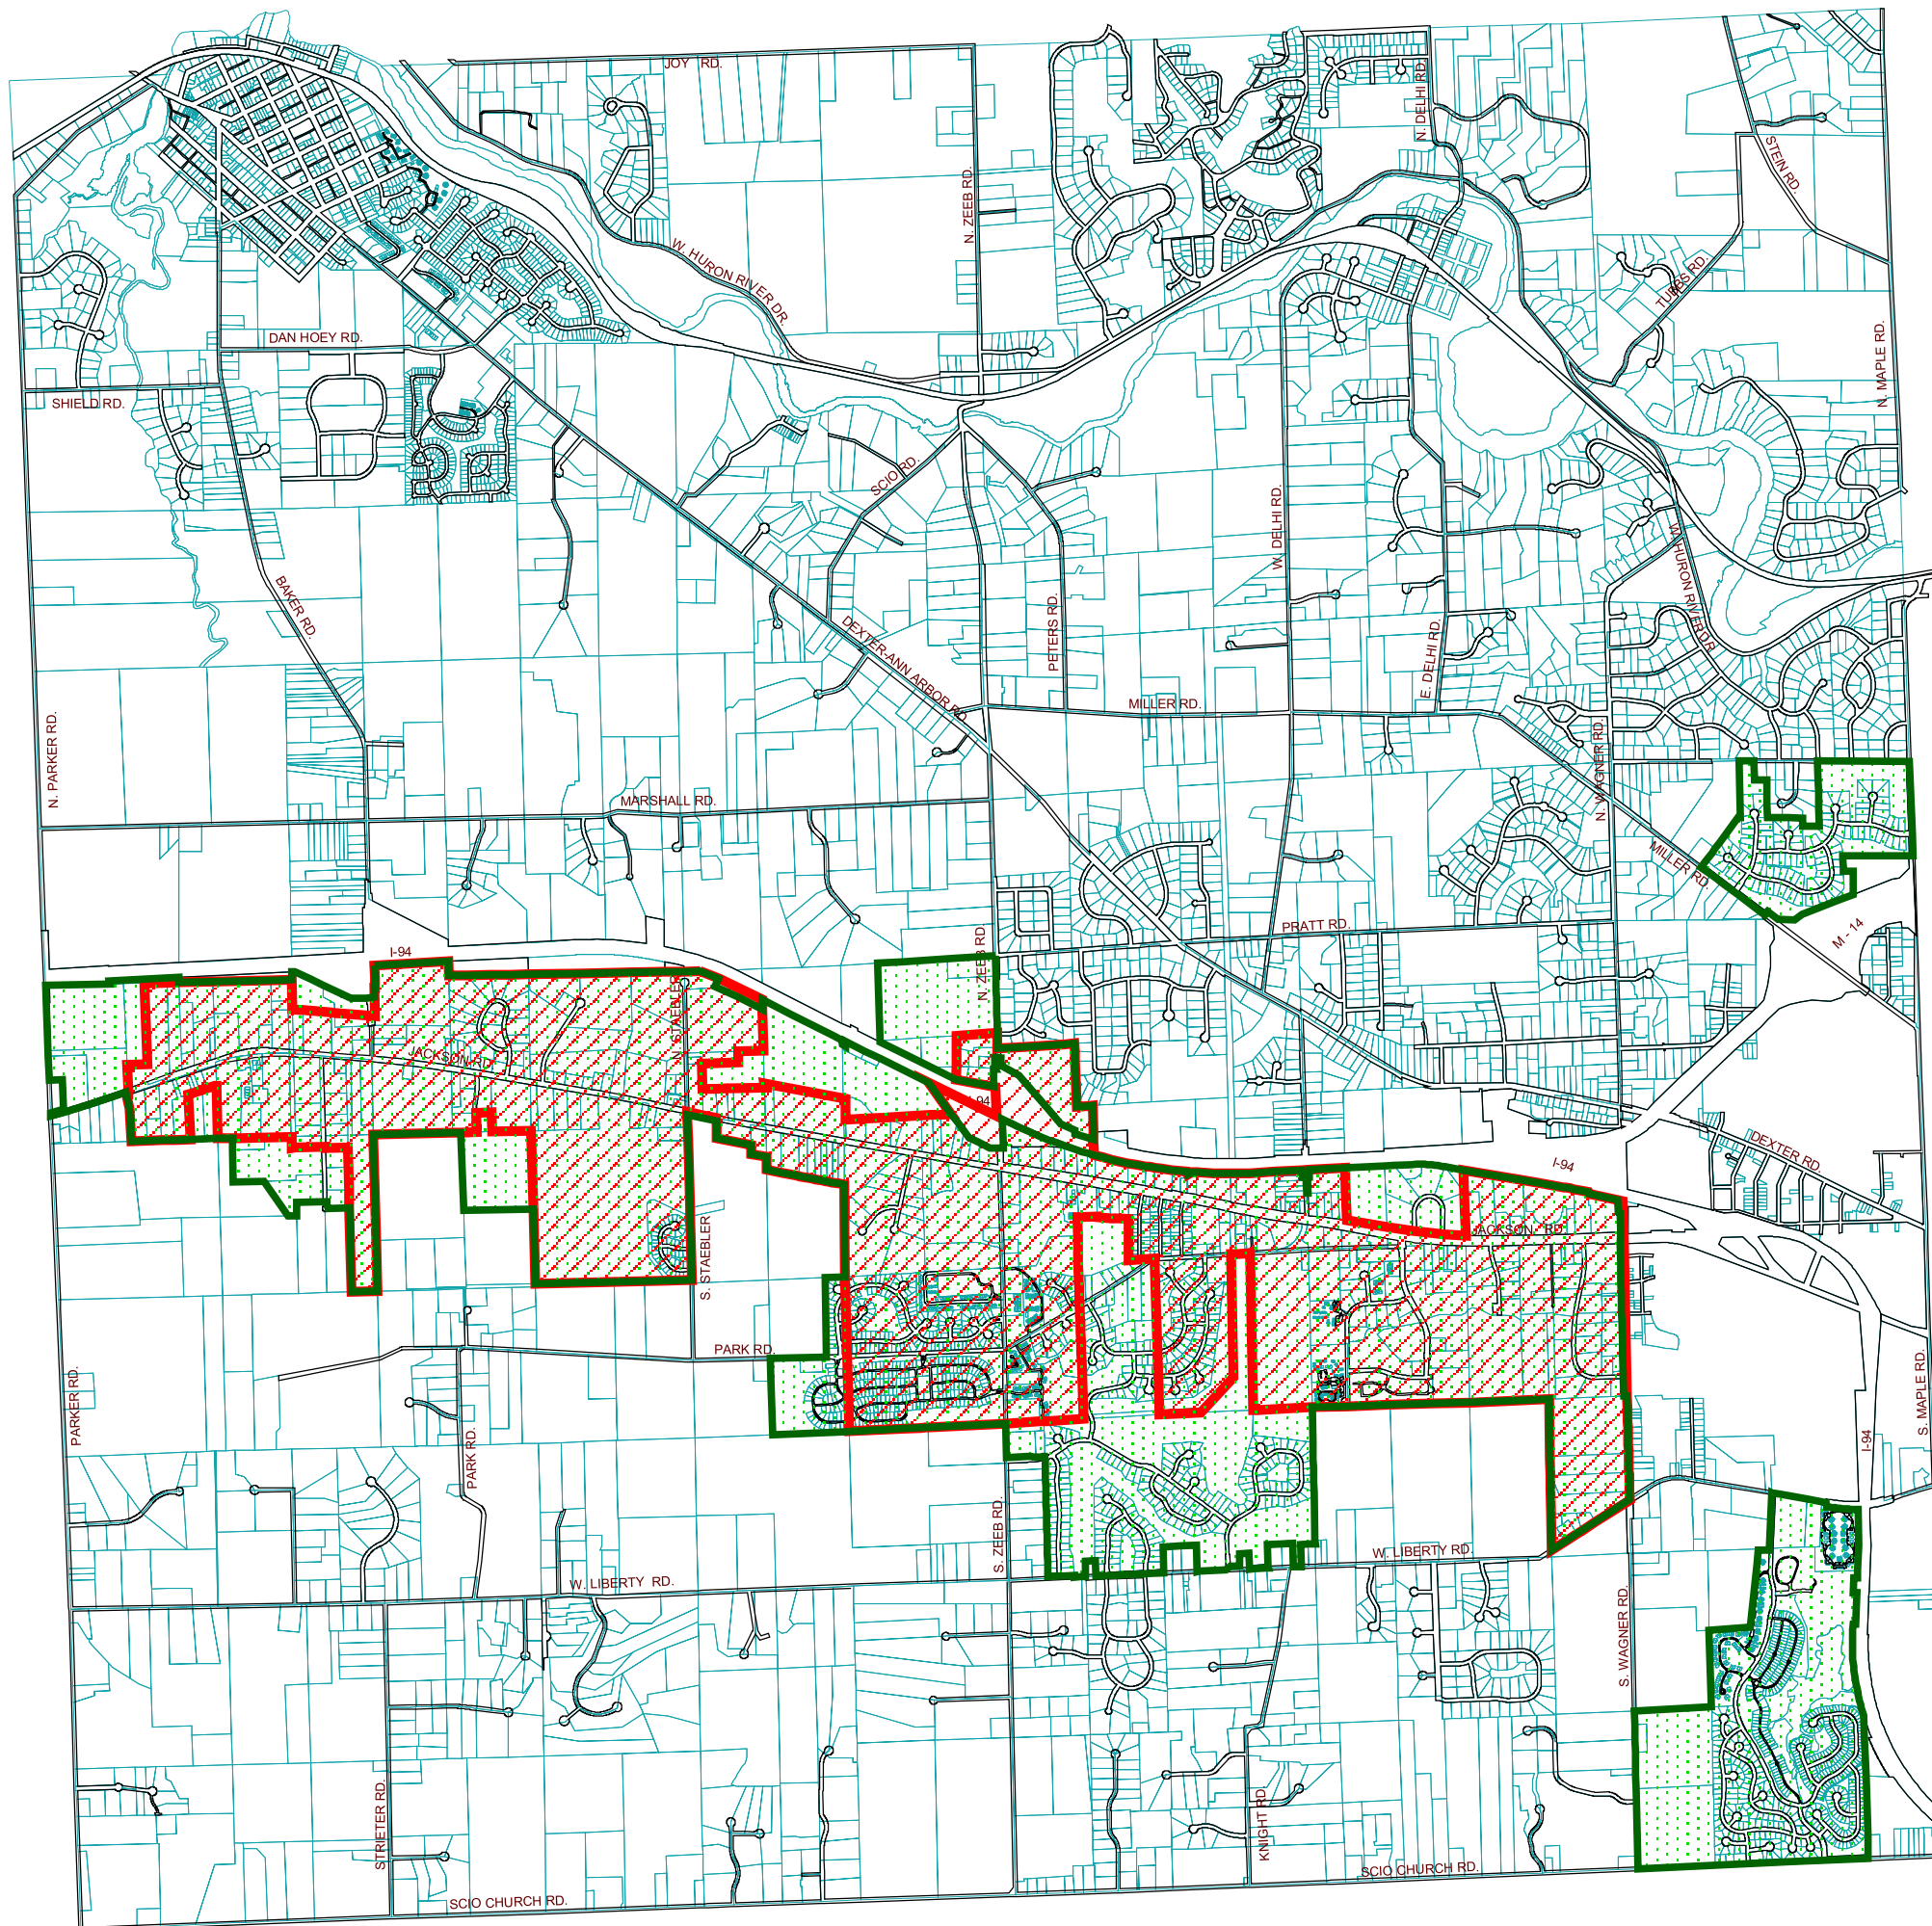 JOY RD.
N. DELHI RD.
STEIN RD.
N. ZEEB RD.
W. HURON RIVER DR.
TUBBS RD.
DAN HOEY RD.
N. MAPLE RD.
SHIELD RD.
SCIO RD.
W. DELHI RD.
W. HURON RIVER DR.
BAKER RD.
PETERS RD.
DEXTER-ANN ARBOR RD.
E. DELHI RD.
MILLER RD.
N. PARKER RD.
N. WAGNER RD.
MARSHALL RD.
MILLER RD.
PRATT RD.
M - 14
I-94
N. ZEEB RD.
N. STAEBLER
JACKSON RD.
I-94
DEXTER RD.
I-94
JACKSON RD.
S. STAEBLER
PARK RD.
PARKER RD.
S. MAPLE RD.
PARK RD.
I-94
S. ZEEB RD.
W. LIBERTY RD.
W. LIBERTY RD.
S. WAGNER RD.
STRIETER RD.
KNIGHT RD.
SCIO CHURCH RD.
SCIO CHURCH RD.